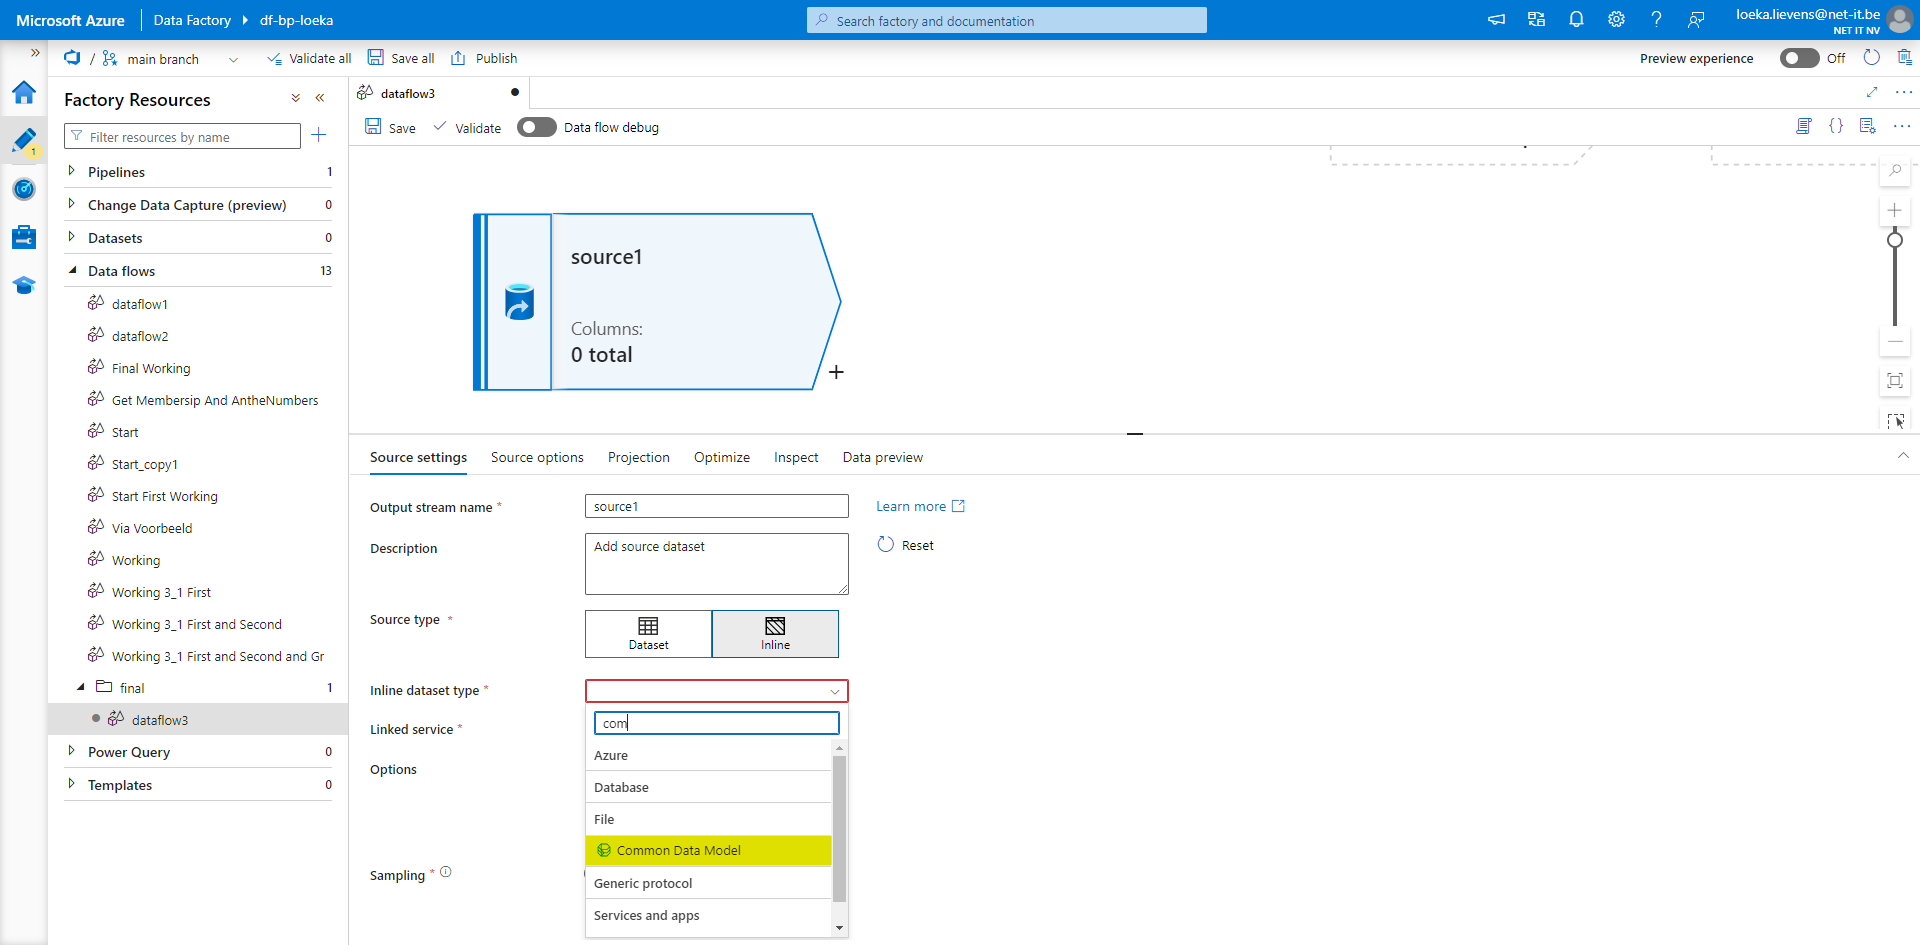 Microsoft Azure Data Factory df-bp-loeka
Search factory and documentation
loeka.lievens@net-it.be
NET IT NV
/ main branch
Validate all Save all Publish
Preview experience Off
Factory Resources
Filter resources by name
Pipelines 1
Change Data Capture (preview) 0
Datasets 0
Data flows 13
dataflow1
dataflow2
Final Working
Get Membersip And AntheNumbers
Start
Start_copy1
Start First Working
Via Voorbeeld
Working
Working 3_1 First
Working 3_1 First and Second
Working 3_1 First and Second and Gr
final 1
dataflow3
Power Query 0
Templates 0
1
dataflow3
Save Validate Data flow debug
source1
Columns:
0 total
Source settings Source options Projection Optimize Inspect Data preview
Output stream name * source1 Learn more
Description Add source dataset Reset
Source type * Dataset Inline
Inline dataset type *
com
Linked service *
Azure
Options
Database
File
Common Data Model
Sampling *
Generic protocol
Services and apps